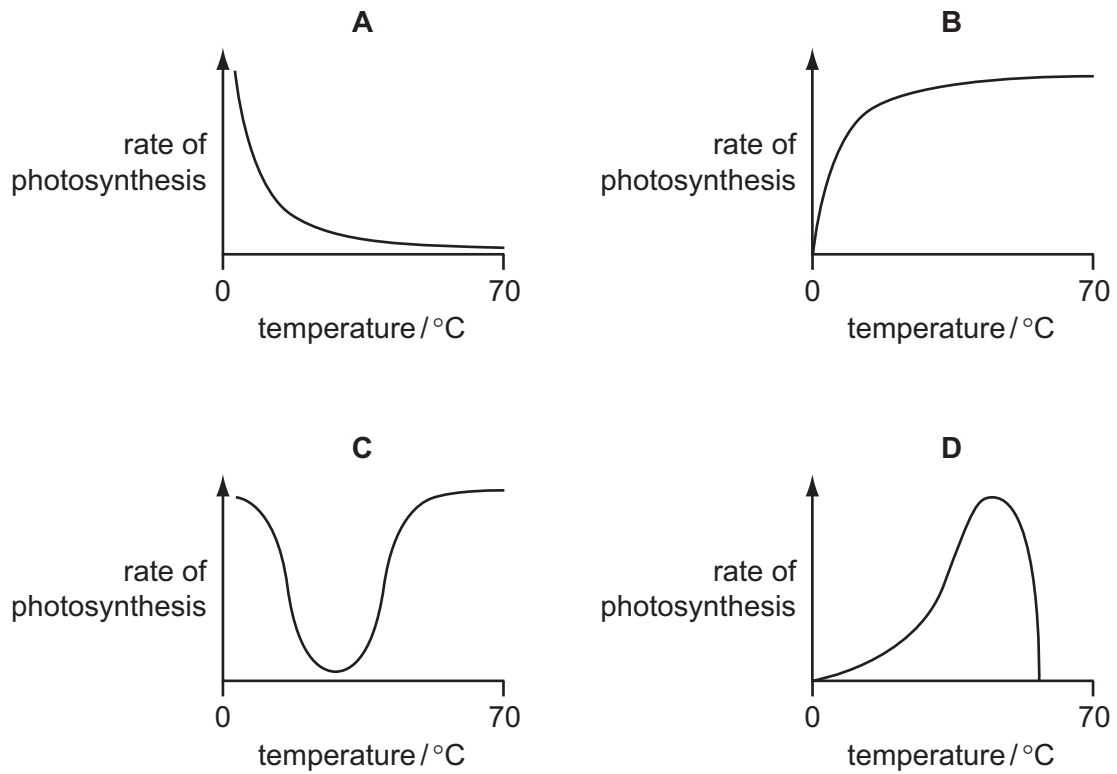 A
rate of
photosynthesis
0
70
temperature / °C
B
rate of
photosynthesis
0
70
temperature / °C
C
rate of
photosynthesis
0
70
temperature / °C
D
rate of
photosynthesis
0
70
temperature / °C